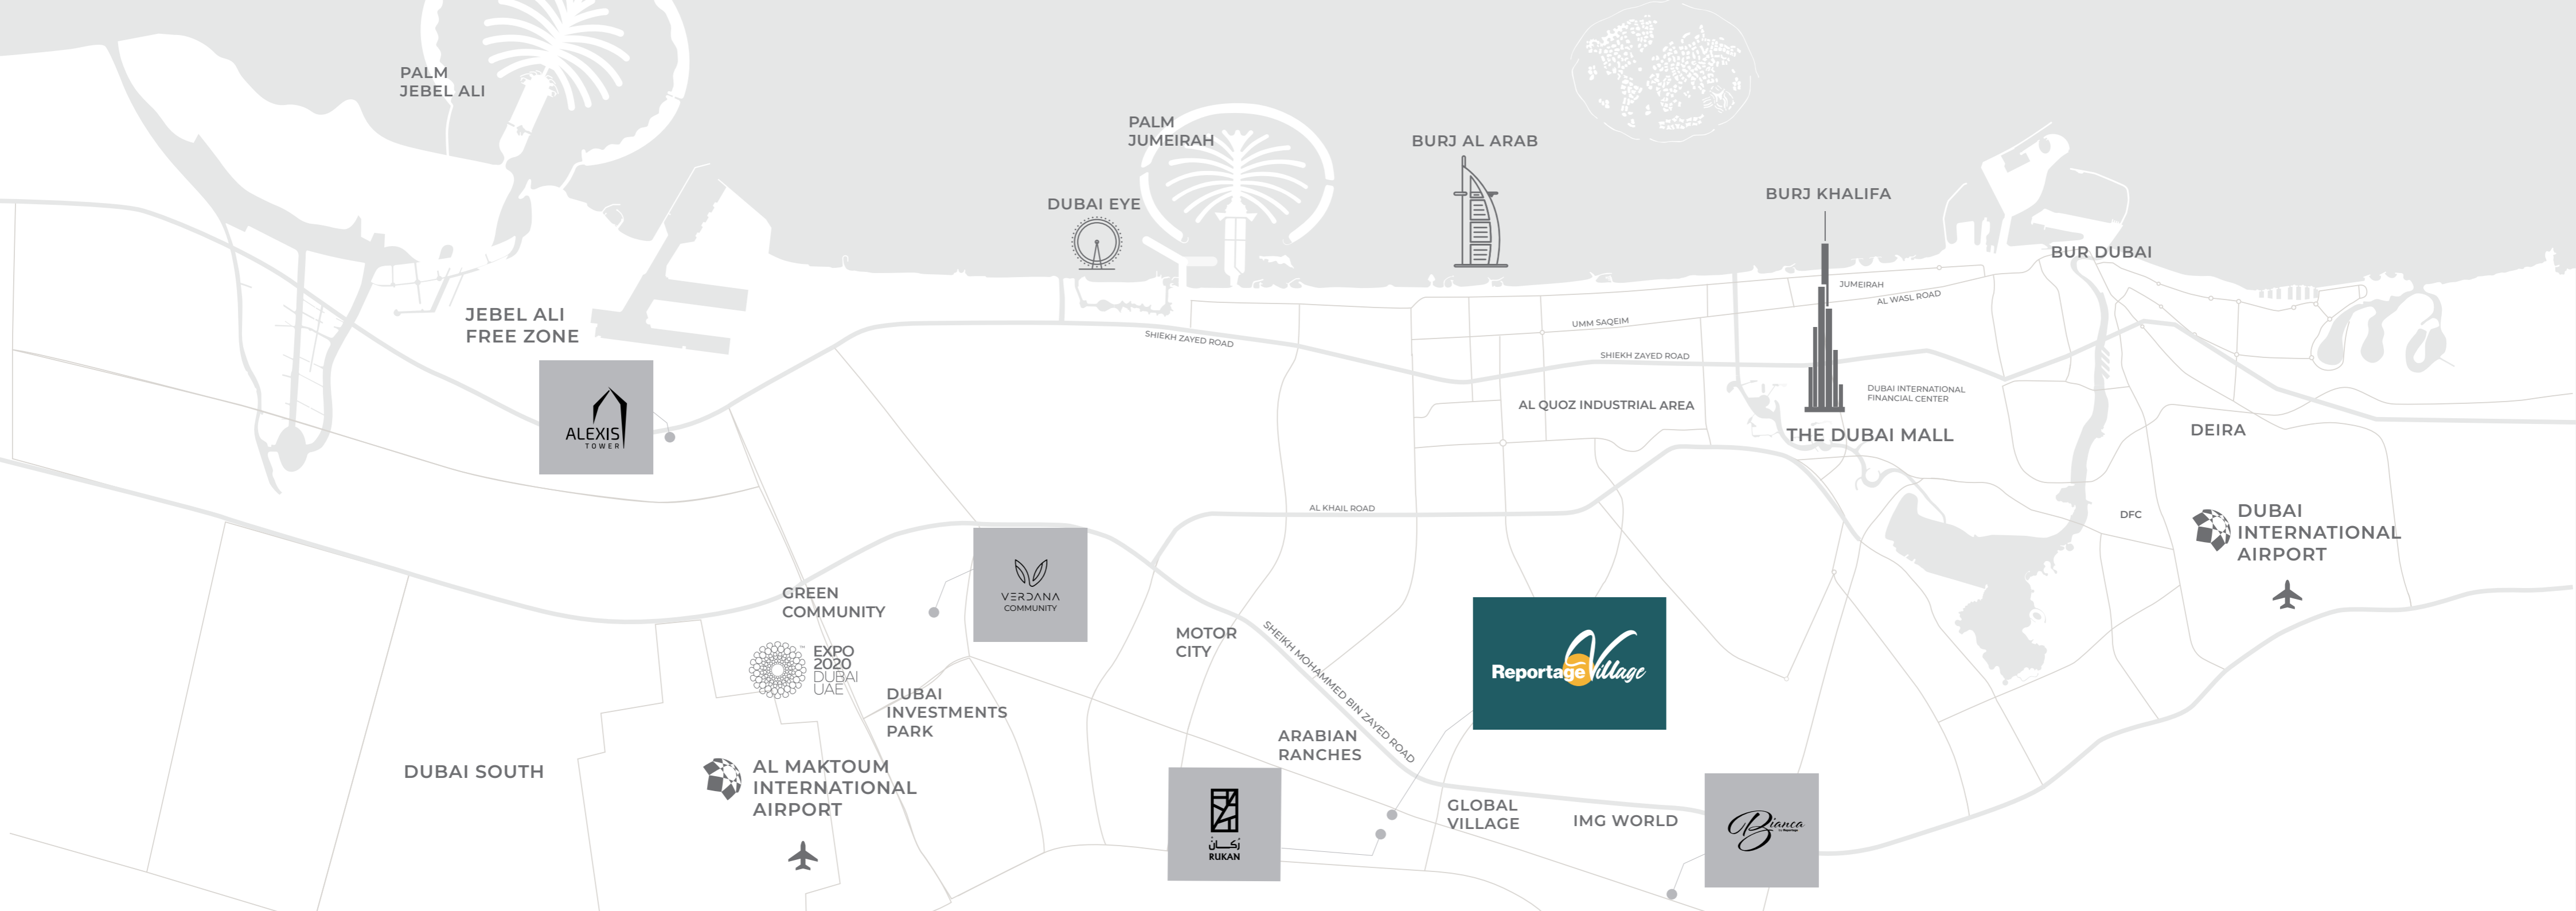 PALM
JEBEL ALI
PALM
JUMEIRAH
BURJ AL ARAB
DUBAI EYE
BURJ KHALIFA
BUR DUBAI
JUMEIRAH
AL WASL ROAD
JEBEL ALI
FREE ZONE
UMM SAQEIM
SHIEKH ZAYED ROAD
SHIEKH ZAYED ROAD
DUBAI INTERNATIONAL
FINANCIAL CENTER
AL QUOZ INDUSTRIAL AREA
THE DUBAI MALL
DEIRA
ALEXIS
TOWER
AL KHAIL ROAD
DFC
DUBAI
INTERNATIONAL
AIRPORT
GREEN
COMMUNITY
VERDANA
COMMUNITY
MOTOR
CITY
SHEIKH MOHAMMED BIN ZAYED ROAD
EXPO
2020
DUBAI
UAE
™
Reportage Village
DUBAI
INVESTMENTS
PARK
ARABIAN
RANCHES
DUBAI SOUTH
AL MAKTOUM
INTERNATIONAL
AIRPORT
GLOBAL
VILLAGE
IMG WORLD
Bianca
by Reportage
رُكــان
RUKAN